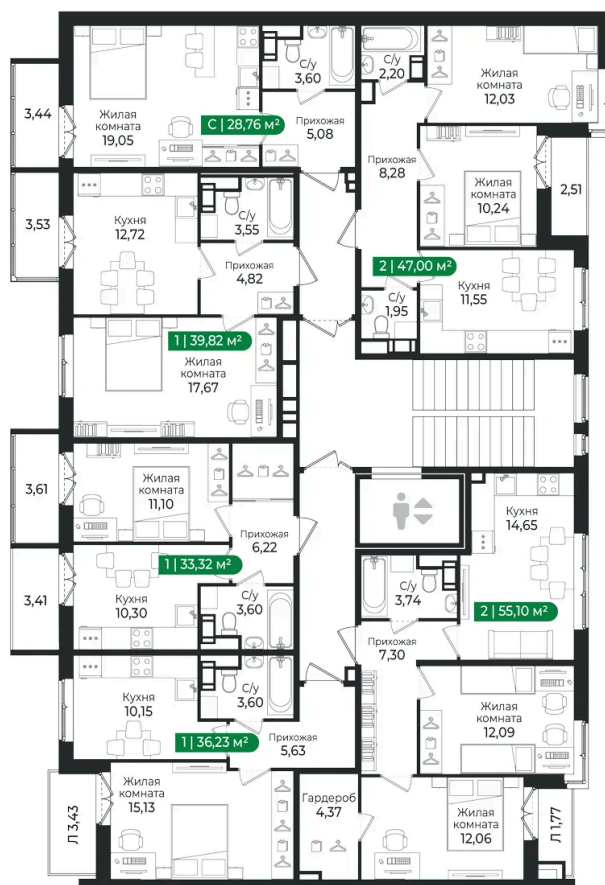 3,44
Жилая
комната
19,05
С | 28,76 м²
С/у
3,60
Прихожая
5,08
С/у
2,20
Жилая
комната
12,03
Прихожая
8,28
Жилая
комната
10,24
2,51
3,53
Кухня
12,72
С/у
3,55
Прихожая
4,82
2 | 47,00 м²
Кухня
11,55
С/у
1,95
1 | 39,82 м²
Жилая
комната
17,67
3,61
Жилая
комната
11,10
Прихожая
6,22
1 | 33,32 м²
3,41
Кухня
10,30
С/у
3,60
Кухня
14,65
С/у
3,74
2 | 55,10 м²
Прихожая
7,30
Кухня
10,15
С/у
3,60
1 | 36,23 м²
Прихожая
5,63
Жилая
комната
12,09
Л 3,43
Жилая
комната
15,13
Гардероб
4,37
Жилая
комната
12,06
Л 1,77